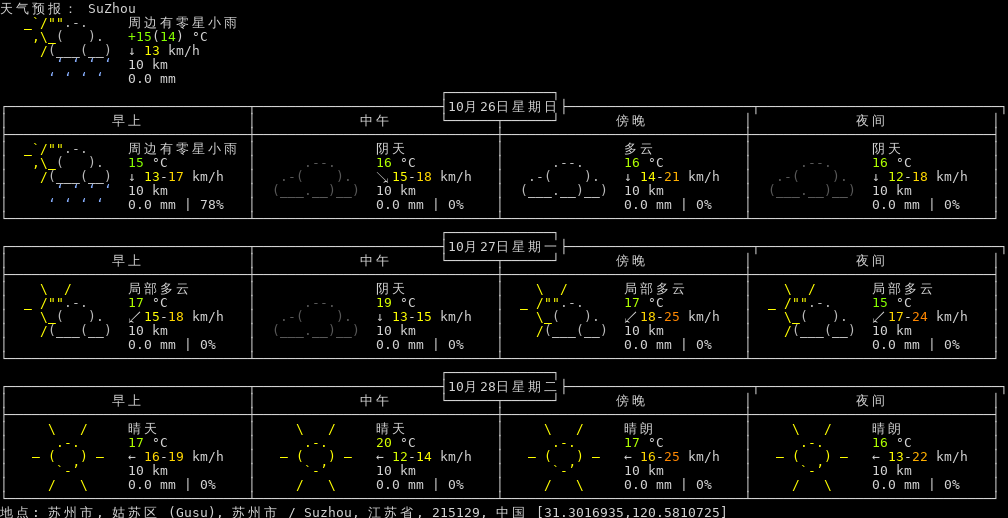 天气预报: SuZhou
周边有零星小雨
+15(14) °C
↓ 13 km/h
10 km
0.0 mm
10月26日星期日
早上 中午 傍晚 夜间
周边有零星小雨 阴天 多云 阴天
15 °C 16 °C 16 °C 16 °C
↓ 13-17 km/h ↘ 15-18 km/h ↓ 14-21 km/h ↓ 12-18 km/h
10 km 10 km 10 km 10 km
0.0 mm | 78% 0.0 mm | 0% 0.0 mm | 0% 0.0 mm | 0%
10月27日星期一
早上 中午 傍晚 夜间
局部多云 阴天 局部多云 局部多云
17 °C 19 °C 17 °C 15 °C
↙ 15-18 km/h ↓ 13-15 km/h ↙ 18-25 km/h ↙ 17-24 km/h
10 km 10 km 10 km 10 km
0.0 mm | 0% 0.0 mm | 0% 0.0 mm | 0% 0.0 mm | 0%
10月28日星期二
早上 中午 傍晚 夜间
晴天 晴天 晴朗 晴朗
17 °C 20 °C 17 °C 16 °C
← 16-19 km/h ← 12-14 km/h ← 16-25 km/h ← 13-22 km/h
10 km 10 km 10 km 10 km
0.0 mm | 0% 0.0 mm | 0% 0.0 mm | 0% 0.0 mm | 0%
地点: 苏州市, 姑苏区 (Gusu), 苏州市 / Suzhou, 江苏省, 215129, 中国 [31.3016935,120.5810725]